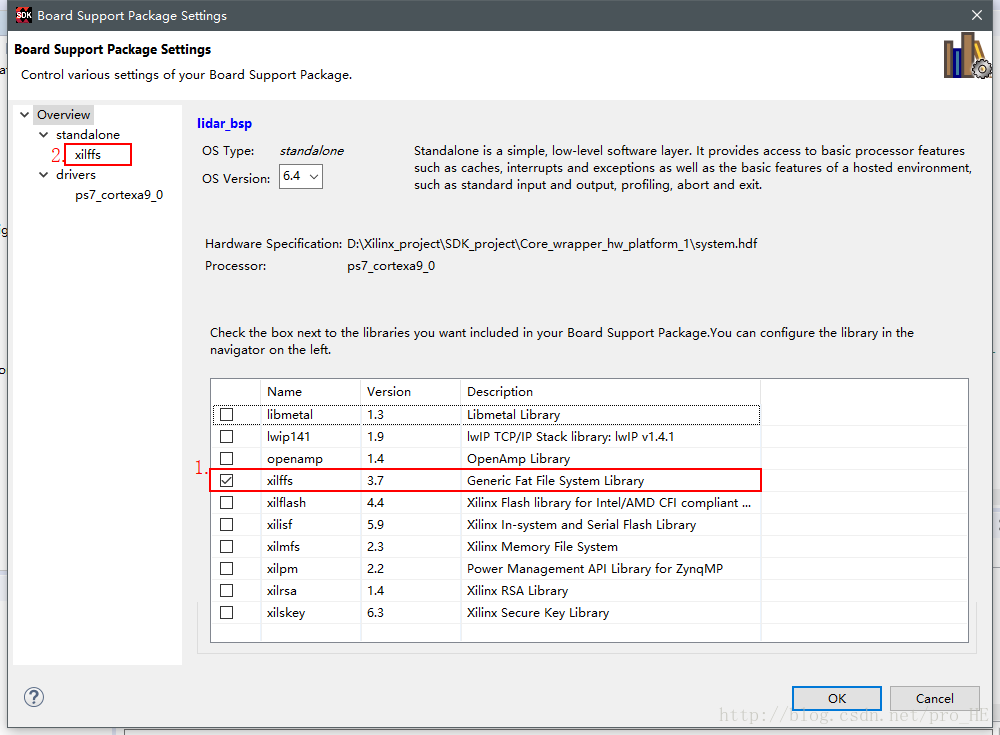 SDK Board Support Package Settings
Board Support Package Settings
Control various settings of your Board Support Package.
Overview
standalone
2. xilffs
drivers
ps7_cortexa9_0
lidar_bsp
OS Type: standalone
OS Version: 6.4
Standalone is a simple, low-level software layer. It provides access to basic processor features
such as caches, interrupts and exceptions as well as the basic features of a hosted environment,
such as standard input and output, profiling, abort and exit.
Hardware Specification: D:\Xilinx_project\SDK_project\Core_wrapper_hw_platform_1\system.hdf
Processor: ps7_cortexa9_0
Check the box next to the libraries you want included in your Board Support Package.You can configure the library in the
navigator on the left.
Name Version Description
libmetal 1.3 Libmetal Library
lwip141 1.9 lwIP TCP/IP Stack library: lwIP v1.4.1
openamp 1.4 OpenAmp Library
1. xilffs 3.7 Generic Fat File System Library
xilflash 4.4 Xilinx Flash library for Intel/AMD CFI compliant ...
xilisf 5.9 Xilinx In-system and Serial Flash Library
xilmfs 2.3 Xilinx Memory File System
xilpm 2.2 Power Management API Library for ZynqMP
xilrsa 1.4 Xilinx RSA Library
xilskey 6.3 Xilinx Secure Key Library
?
OK Cancel
http://blog.csdn.net/pro_HE